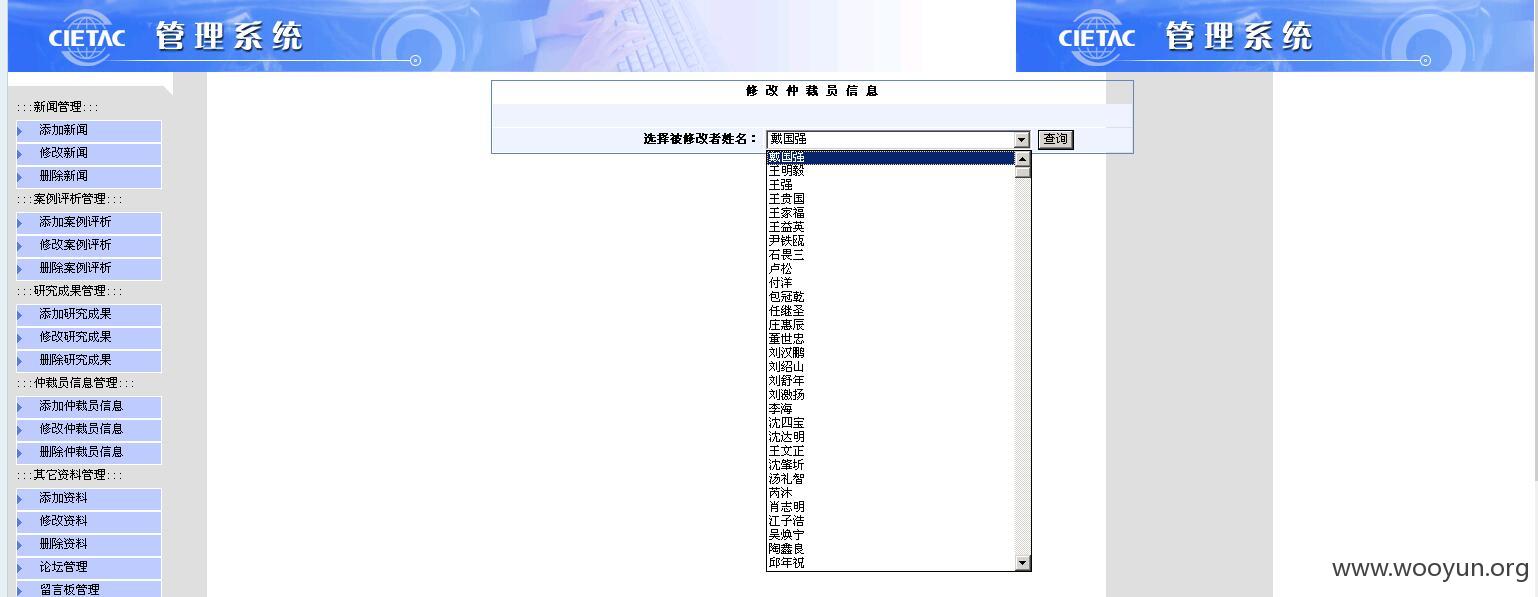 CIETAC 管理系统
CIETAC 管理系统
:::新闻管理:::
添加新闻
修改新闻
删除新闻
:::案例评析管理:::
添加案例评析
修改案例评析
删除案例评析
:::研究成果管理:::
添加研究成果
修改研究成果
删除研究成果
:::仲裁员信息管理:::
添加仲裁员信息
修改仲裁员信息
删除仲裁员信息
:::其它资料管理:::
添加资料
修改资料
删除资料
论坛管理
留言板管理
修改仲裁员信息
选择被修改者姓名： 戴国强 查询
戴国强
王明毅
王强
王贵国
王家福
王益英
尹铁瓯
石畏三
卢松
付洋
包冠乾
任继圣
庄惠辰
董世忠
刘汉鹏
刘绍山
刘舒年
刘激扬
李海
沈四宝
沈达明
王文正
沈肇圻
汤礼智
芮沐
肖志明
江子浩
吴焕宁
陶鑫良
邱年祝
www.wooyun.org